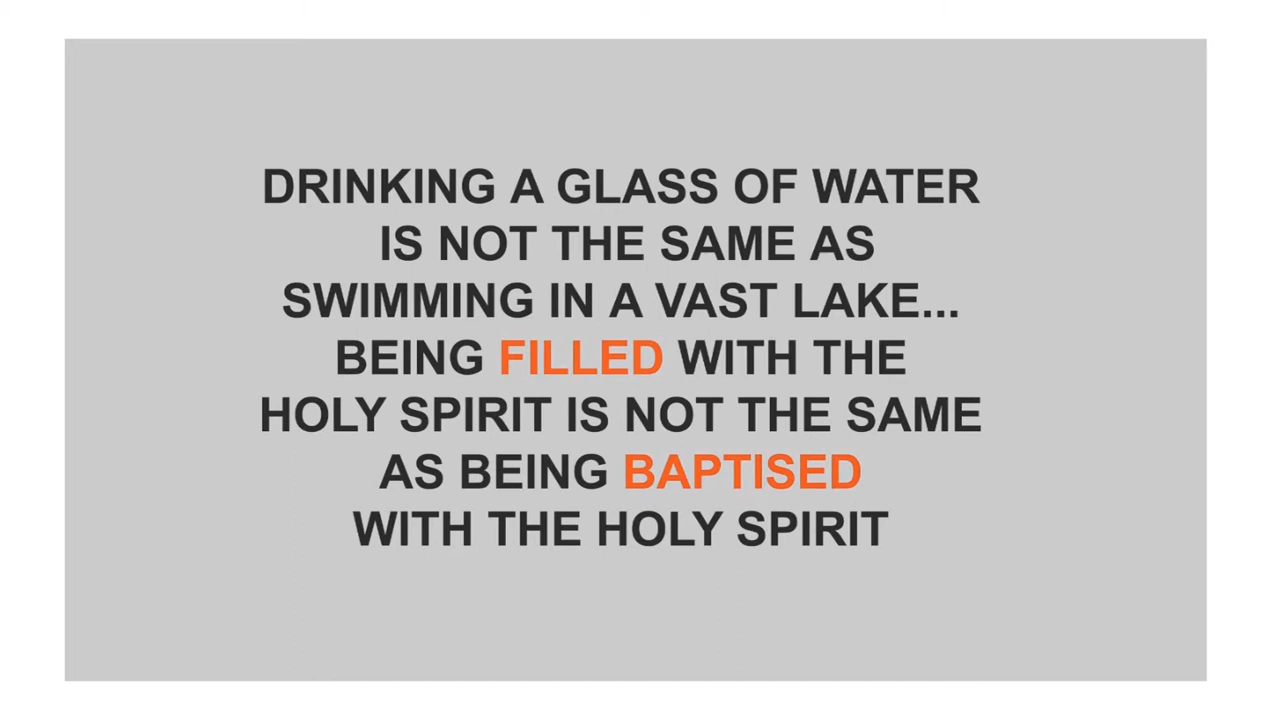 DRINKING A GLASS OF WATER
IS NOT THE SAME AS
SWIMMING IN A VAST LAKE...
BEING FILLED WITH THE
HOLY SPIRIT IS NOT THE SAME
AS BEING BAPTISED
WITH THE HOLY SPIRIT